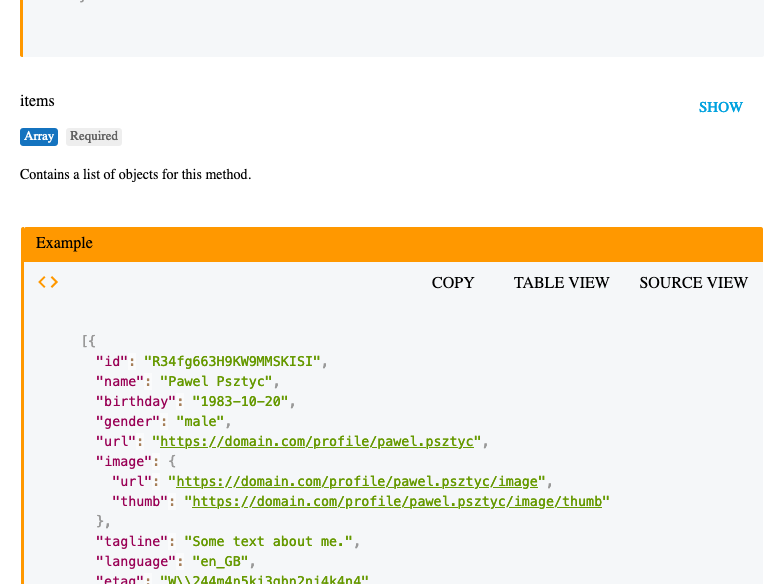 items
SHOW
Array Required
Contains a list of objects for this method.
Example
<> COPY TABLE VIEW SOURCE VIEW
[{
"id": "R34fg663H9KW9MMSKISI",
"name": "Pawel Psztyc",
"birthday": "1983-10-20",
"gender": "male",
"url": "https://domain.com/profile/pawel.psztyc",
"image": {
"url": "https://domain.com/profile/pawel.psztyc/image",
"thumb": "https://domain.com/profile/pawel.psztyc/image/thumb"
},
"tagline": "Some text about me.",
"language": "en_GB",
"etag":